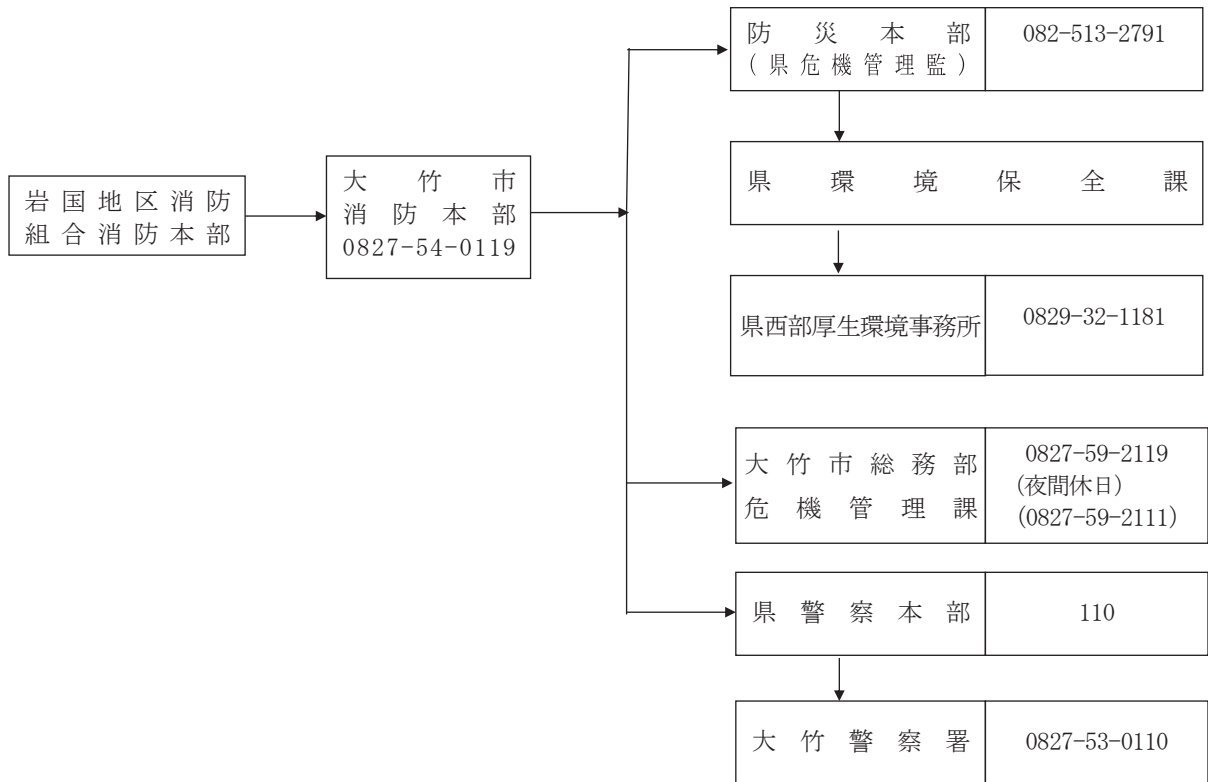 岩国地区消防
組合消防本部
大竹市
消防本部
0827-54-0119
防災本部
(県危機管理監)
082-513-2791
県環境保全課
県西部厚生環境事務所
0829-32-1181
大竹市総務部
危機管理課
0827-59-2119
(夜間休日)
(0827-59-2111)
県警察本部
110
大竹警察署
0827-53-0110